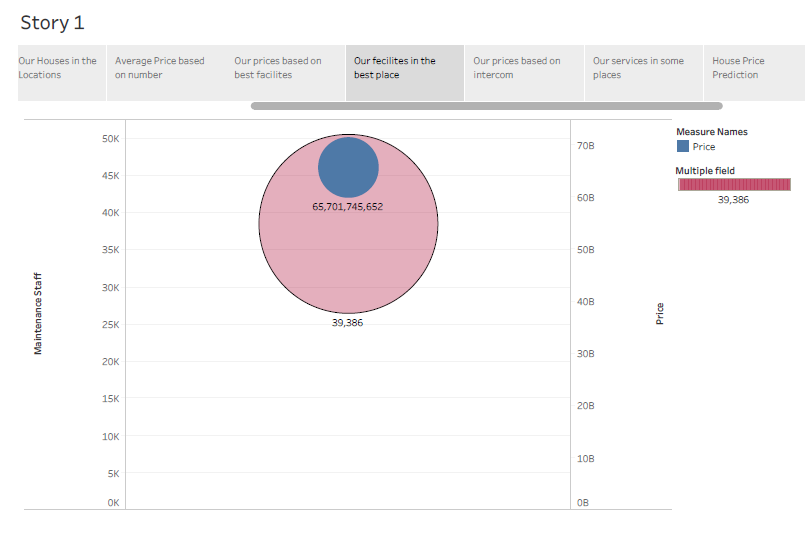 Story 1
Our Houses in the
Locations
Average Price based
on number
Our prices based on
best facilites
Our fecilites in the
best place
Our prices based on
intercom
Our services in some
places
House Price
Prediction
50K
45K
40K
35K
30K
25K
20K
15K
10K
5K
0K
Maintenance Staff
65,701,745,652
39,386
70B
60B
50B
40B
30B
20B
10B
0B
Price
Measure Names
Price
Multiple field
39,386